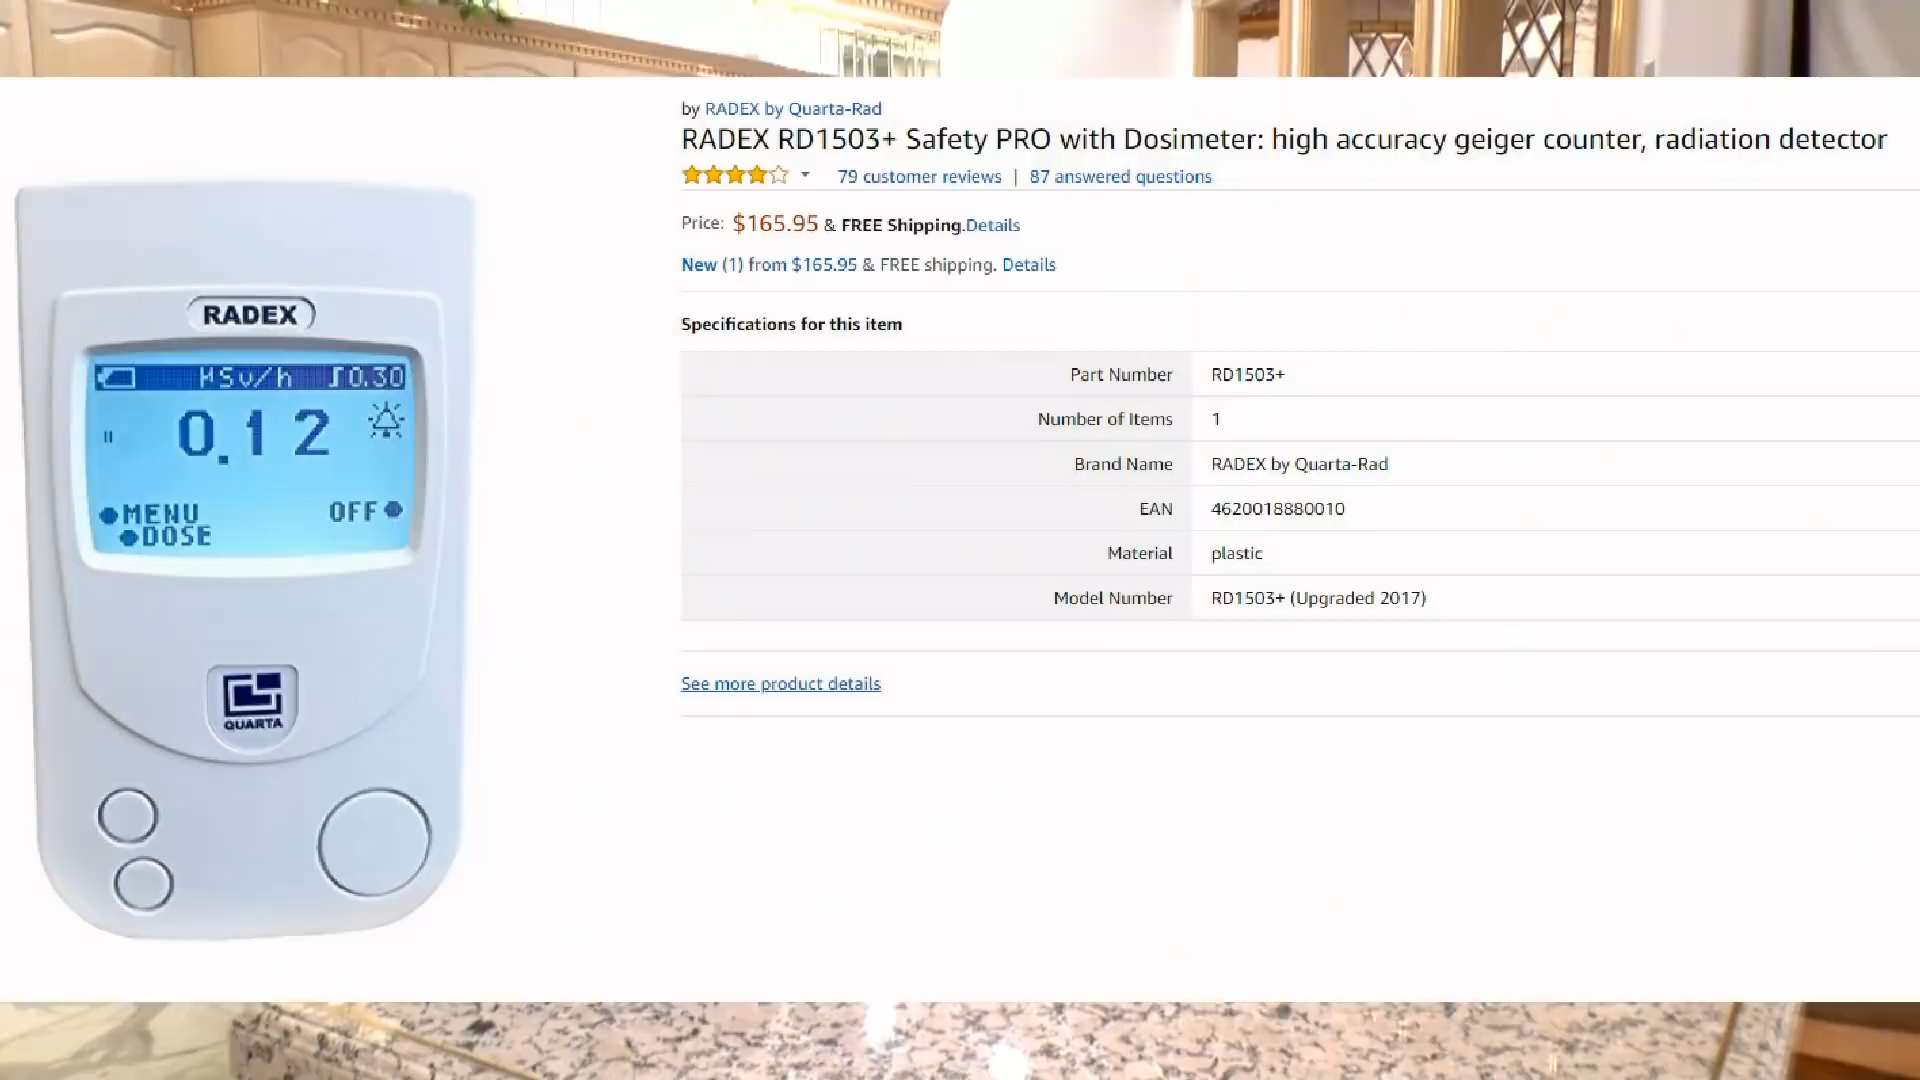 by RADEX by Quarta-Rad
RADEX RD1503+ Safety PRO with Dosimeter: high accuracy geiger counter, radiation detector
79 customer reviews | 87 answered questions
Price: $165.95 & FREE Shipping.Details
New (1) from $165.95 & FREE shipping. Details
Specifications for this item
Part Number RD1503+
Number of Items 1
Brand Name RADEX by Quarta-Rad
EAN 4620018880010
Material plastic
Model Number RD1503+ (Upgraded 2017)
See more product details
RADEX
µSv/h 0.30
0.12
MENU OFF
DOSE
QUARTA